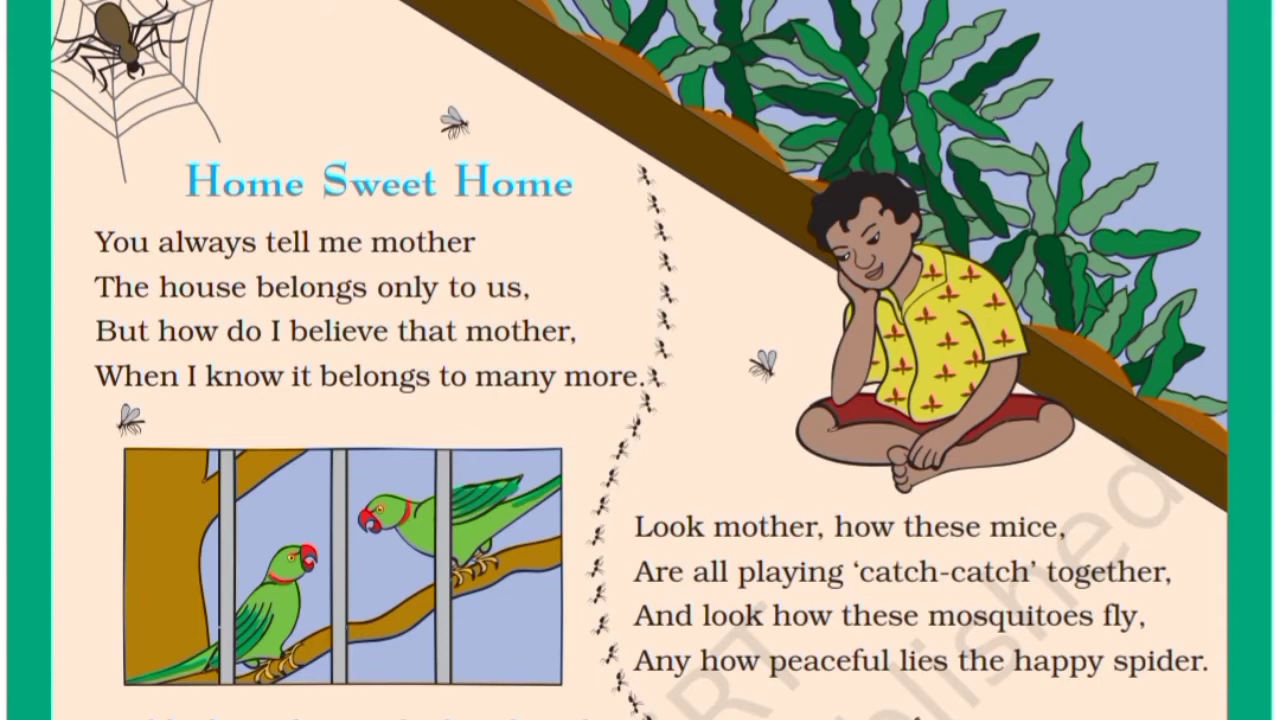 Home Sweet Home
You always tell me mother
The house belongs only to us,
But how do I believe that mother,
When I know it belongs to many more.
Look mother, how these mice,
Are all playing ‘catch-catch’ together,
And look how these mosquitoes fly,
Any how peaceful lies the happy spider.